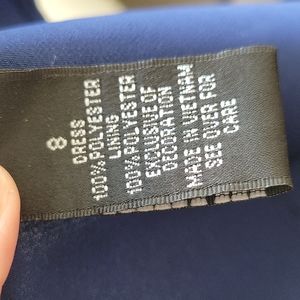 8
DRESS
100% POLYESTER
LINING
100% POLYESTER
EXCLUSIVE OF
DECORATION
MADE IN VIETNAM
SEE OVER FOR
CARE